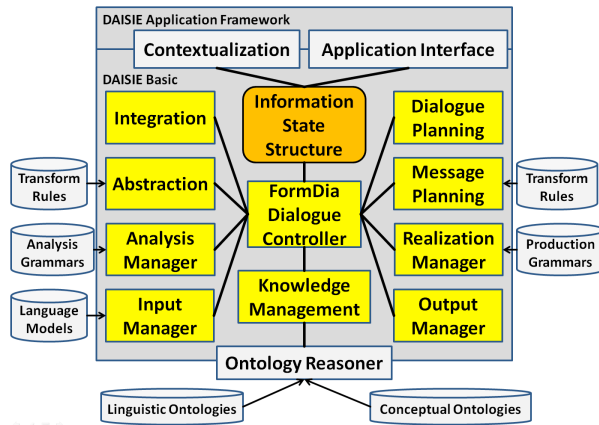 DAISIE Application Framework
Contextualization
Application Interface
DAISIE Basic
Integration
Information
State
Structure
Dialogue
Planning
Transform
Rules
Abstraction
FormDia
Dialogue
Controller
Message
Planning
Transform
Rules
Analysis
Grammars
Analysis
Manager
Realization
Manager
Production
Grammars
Language
Models
Input
Manager
Knowledge
Management
Output
Manager
Ontology Reasoner
Linguistic Ontologies
Conceptual Ontologies